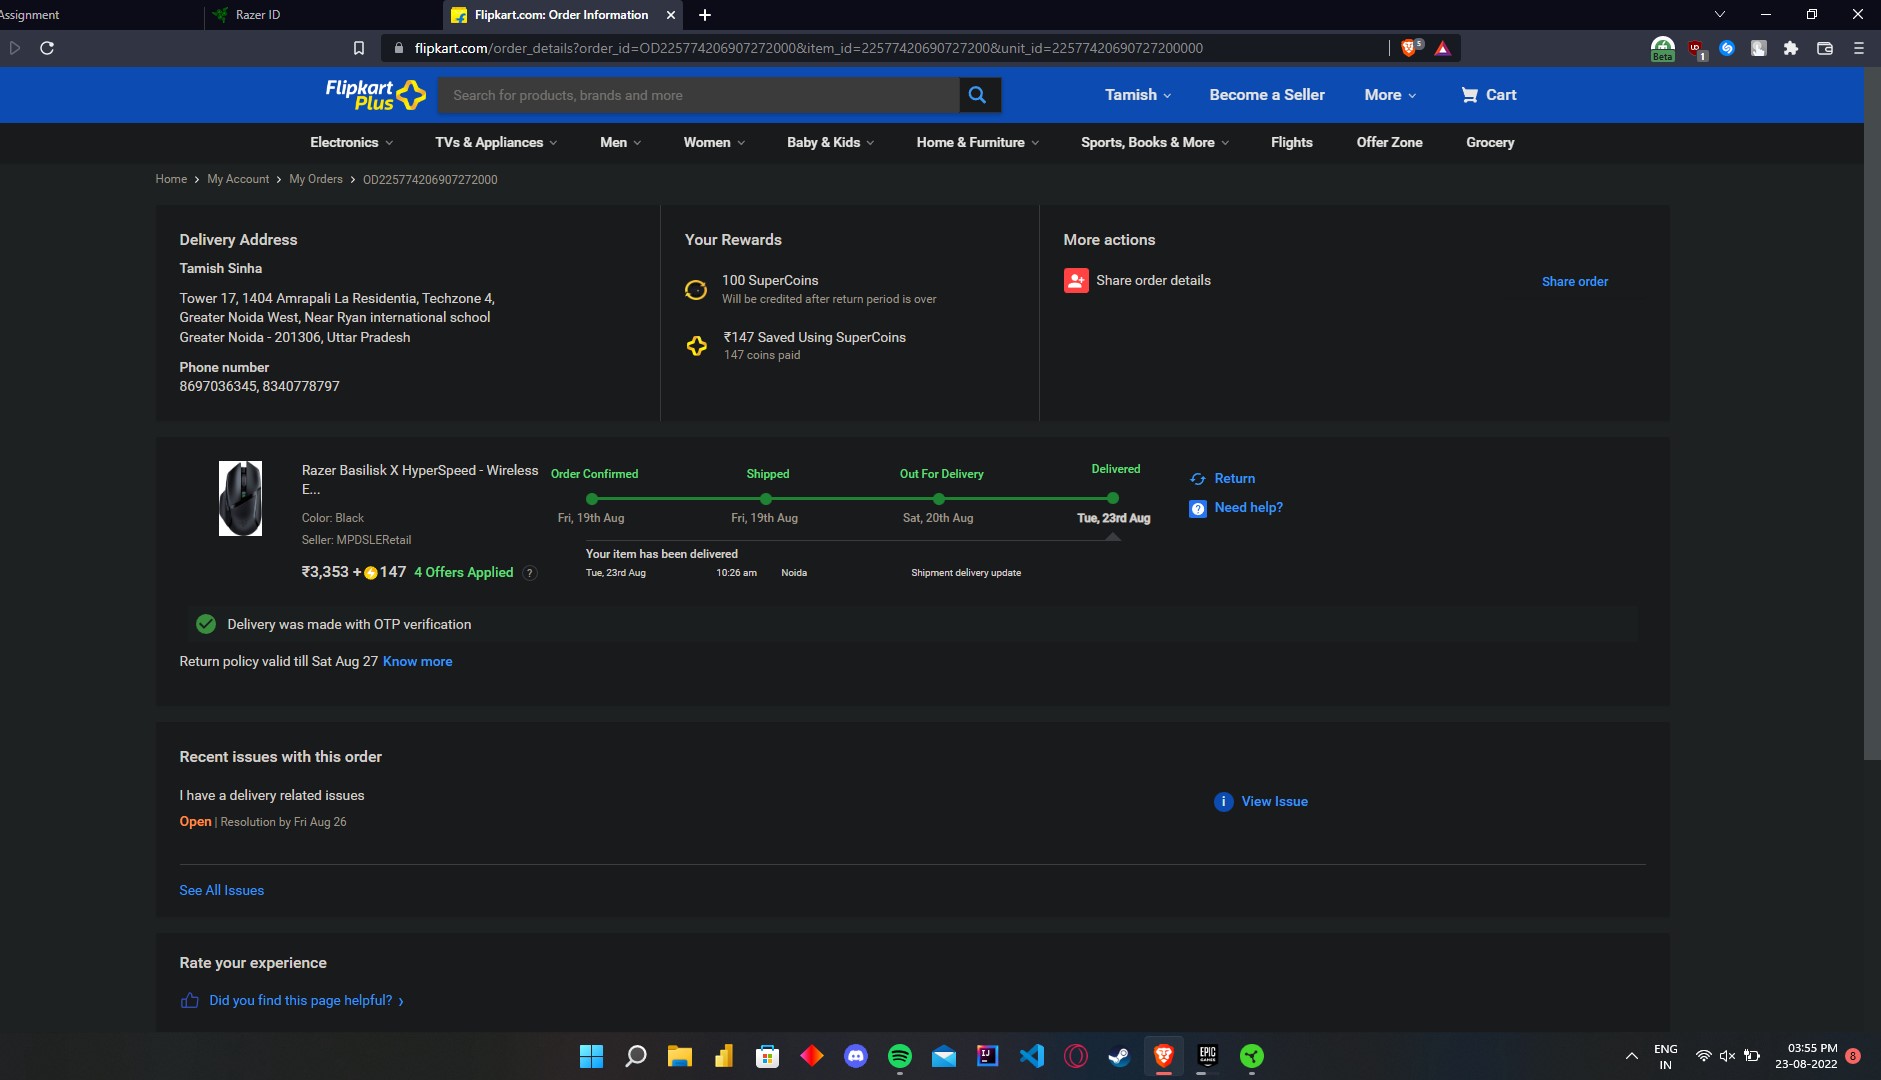 Assignment
Razer ID
Flipkart.com: Order Information
flipkart.com/order_details?order_id=OD225774206907272000&item_id=22577420690727200&unit_id=22577420690727200000
5
Beta
1
Flipkart
Plus
Search for products, brands and more
Tamish
Become a Seller
More
Cart
Electronics
TVs & Appliances
Men
Women
Baby & Kids
Home & Furniture
Sports, Books & More
Flights
Offer Zone
Grocery
Home > My Account > My Orders > OD225774206907272000
Delivery Address
Tamish Sinha
Tower 17, 1404 Amrapali La Residentia, Techzone 4,
Greater Noida West, Near Ryan international school
Greater Noida - 201306, Uttar Pradesh
Phone number
8697036345, 8340778797
Your Rewards
100 SuperCoins
Will be credited after return period is over
₹147 Saved Using SuperCoins
147 coins paid
More actions
Share order details
Share order
Razer Basilisk X HyperSpeed - Wireless
E...
Color: Black
Seller: MPDSLERetail
₹3,353 + 147 4 Offers Applied ?
Order Confirmed
Shipped
Out For Delivery
Delivered
Fri, 19th Aug
Fri, 19th Aug
Sat, 20th Aug
Tue, 23rd Aug
Your item has been delivered
Tue, 23rd Aug 10:26 am Noida Shipment delivery update
Return
? Need help?
Delivery was made with OTP verification
Return policy valid till Sat Aug 27 Know more
Recent issues with this order
I have a delivery related issues
Open | Resolution by Fri Aug 26
i View Issue
See All Issues
Rate your experience
Did you find this page helpful? >
IJ
EPIC
GAMES
ENG
IN
03:55 PM
23-08-2022
8